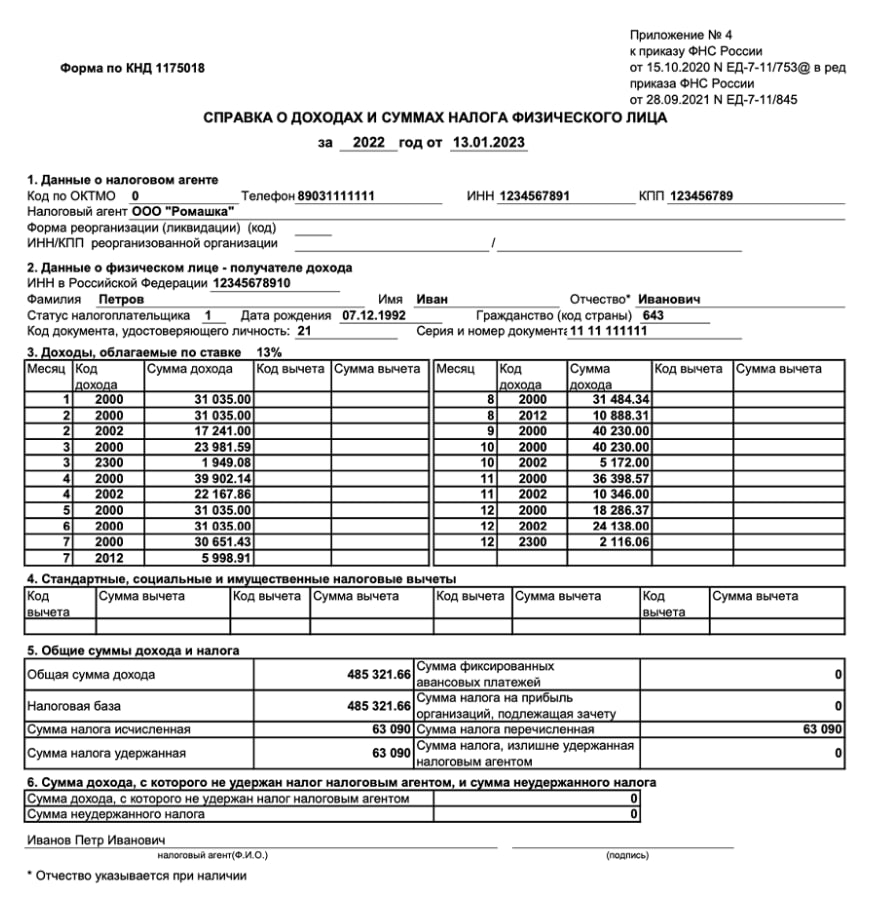 Приложение № 4
к приказу ФНС России
Форма по КНД 1175018
от 15.10.2020 N ЕД-7-11/753@ в ред
приказа ФНС России
от 28.09.2021 N ЕД-7-11/845
СПРАВКА О ДОХОДАХ И СУММАХ НАЛОГА ФИЗИЧЕСКОГО ЛИЦА
за 2022 год от 13.01.2023
1. Данные о налоговом агенте
Код по ОКТМО 0 Телефон 89031111111 ИНН 1234567891 КПП 123456789
Налоговый агент ООО "Ромашка"
Форма реорганизации (ликвидации) (код)
ИНН/КПП реорганизованной организации /
2. Данные о физическом лице - получателе дохода
ИНН в Российской Федерации 12345678910
Фамилия Петров Имя Иван Отчество* Иванович
Статус налогоплательщика 1 Дата рождения 07.12.1992 Гражданство (код страны) 643
Код документа, удостоверяющего личность: 21 Серия и номер документа 11 11 111111
3. Доходы, облагаемые по ставке 13%
Месяц Код дохода Сумма дохода Код вычета Сумма вычета Месяц Код дохода Сумма дохода Код вычета Сумма вычета
1 2000 31 035.00 8 2000 31 484.34
2 2000 31 035.00 8 2012 10 888.31
2 2002 17 241.00 9 2000 40 230.00
3 2000 23 981.59 10 2000 40 230.00
3 2300 1 949.08 10 2002 5 172.00
4 2000 39 902.14 11 2000 36 398.57
4 2002 22 167.86 11 2002 10 346.00
5 2000 31 035.00 12 2000 18 286.37
6 2000 31 035.00 12 2002 24 138.00
7 2000 30 651.43 12 2300 2 116.06
7 2012 5 998.91
4. Стандартные, социальные и имущественные налоговые вычеты
Код вычета Сумма вычета Код вычета Сумма вычета Код вычета Сумма вычета Код вычета Сумма вычета
5. Общие суммы дохода и налога
Общая сумма дохода 485 321.66 Сумма фиксированных авансовых платежей 0
Налоговая база 485 321.66 Сумма налога на прибыль организаций, подлежащая зачету 0
Сумма налога исчисленная 63 090 Сумма налога перечисленная 63 090
Сумма налога удержанная 63 090 Сумма налога, излишне удержанная налоговым агентом 0
6. Сумма дохода, с которого не удержан налог налоговым агентом, и сумма неудержанного налога
Сумма дохода, с которого не удержан налог налоговым агентом 0
Сумма неудержанного налога 0
Иванов Петр Иванович
налоговый агент(Ф.И.О.) (подпись)
* Отчество указывается при наличии